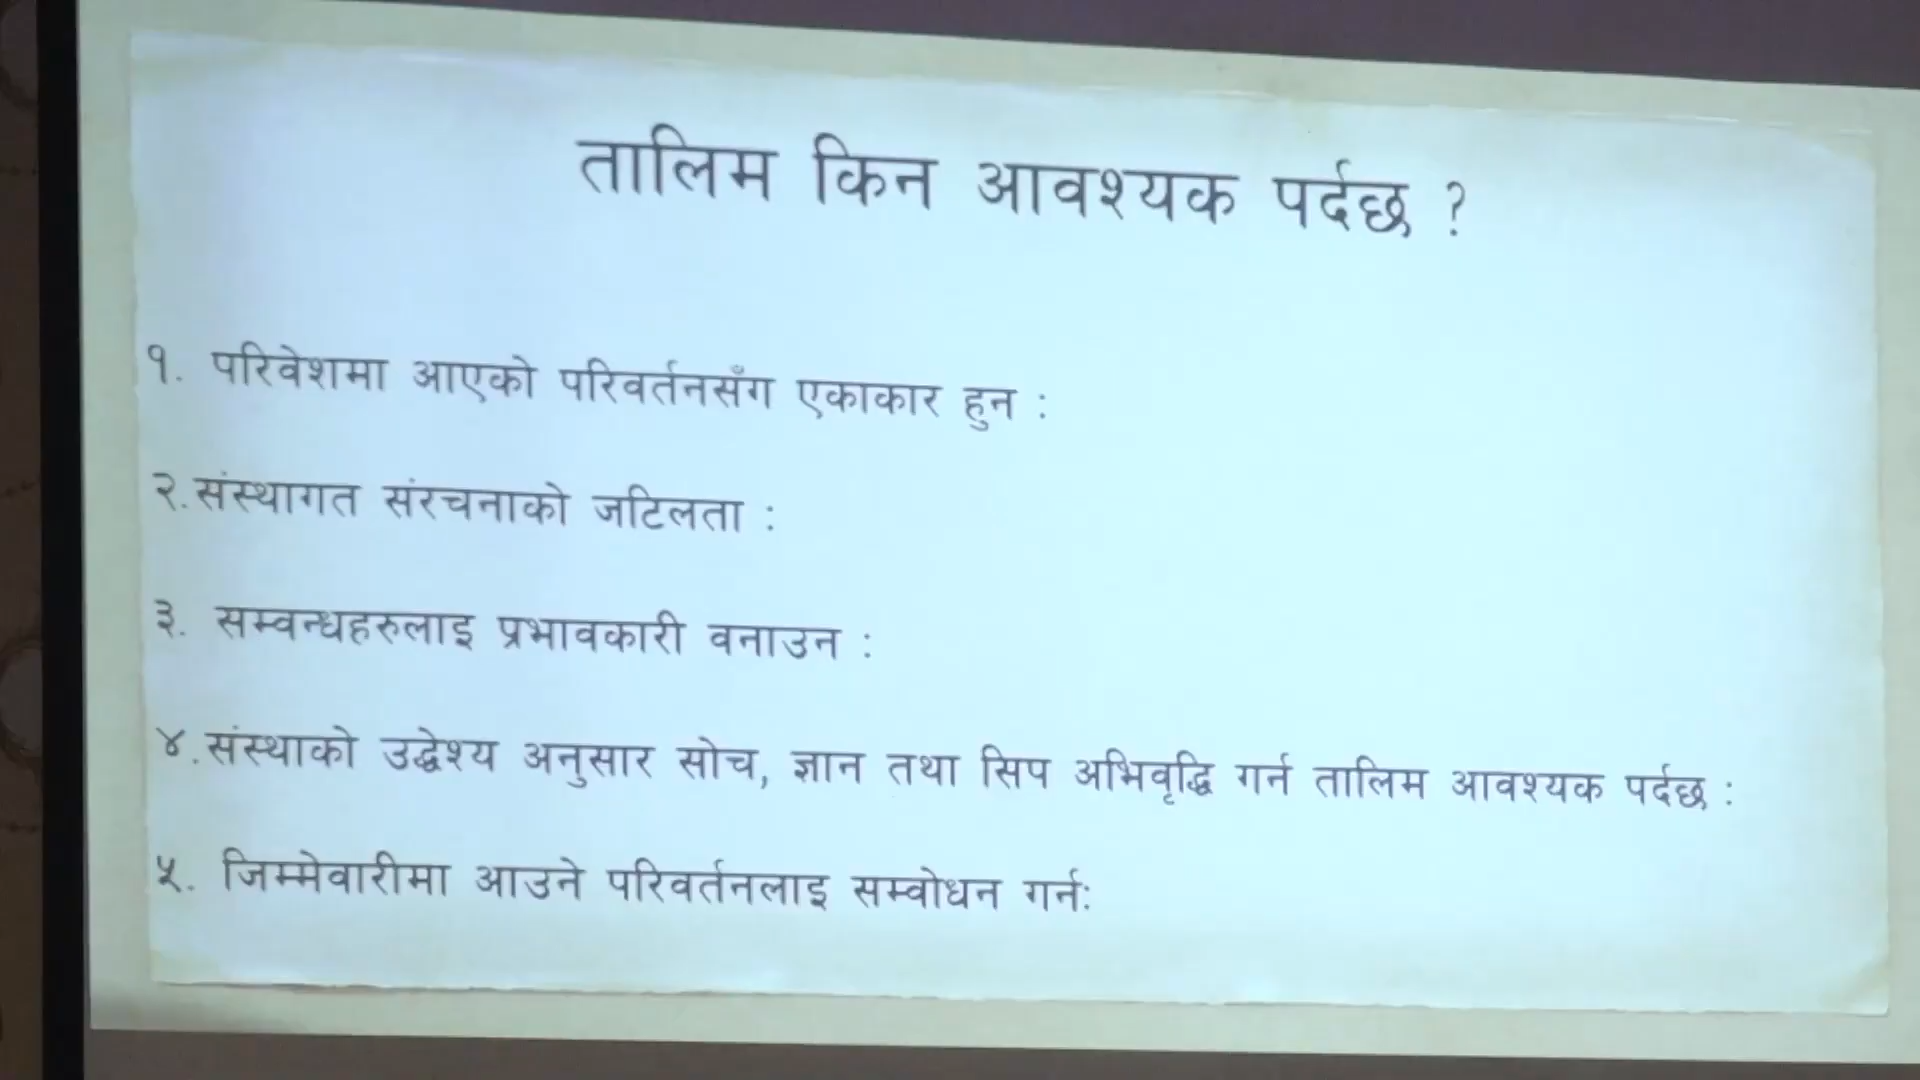 तालिम किन आवश्यक पर्दछ ?
१. परिवेशमा आएको परिवर्तनसँग एकाकार हुन :
२.संस्थागत संरचनाको जटिलता :
३. सम्वन्धहरुलाइ प्रभावकारी वनाउन :
४.संस्थाको उद्धेश्य अनुसार सोच, ज्ञान तथा सिप अभिवृद्धि गर्न तालिम आवश्यक पर्दछ :
५. जिम्मेवारीमा आउने परिवर्तनलाइ सम्वोधन गर्न: